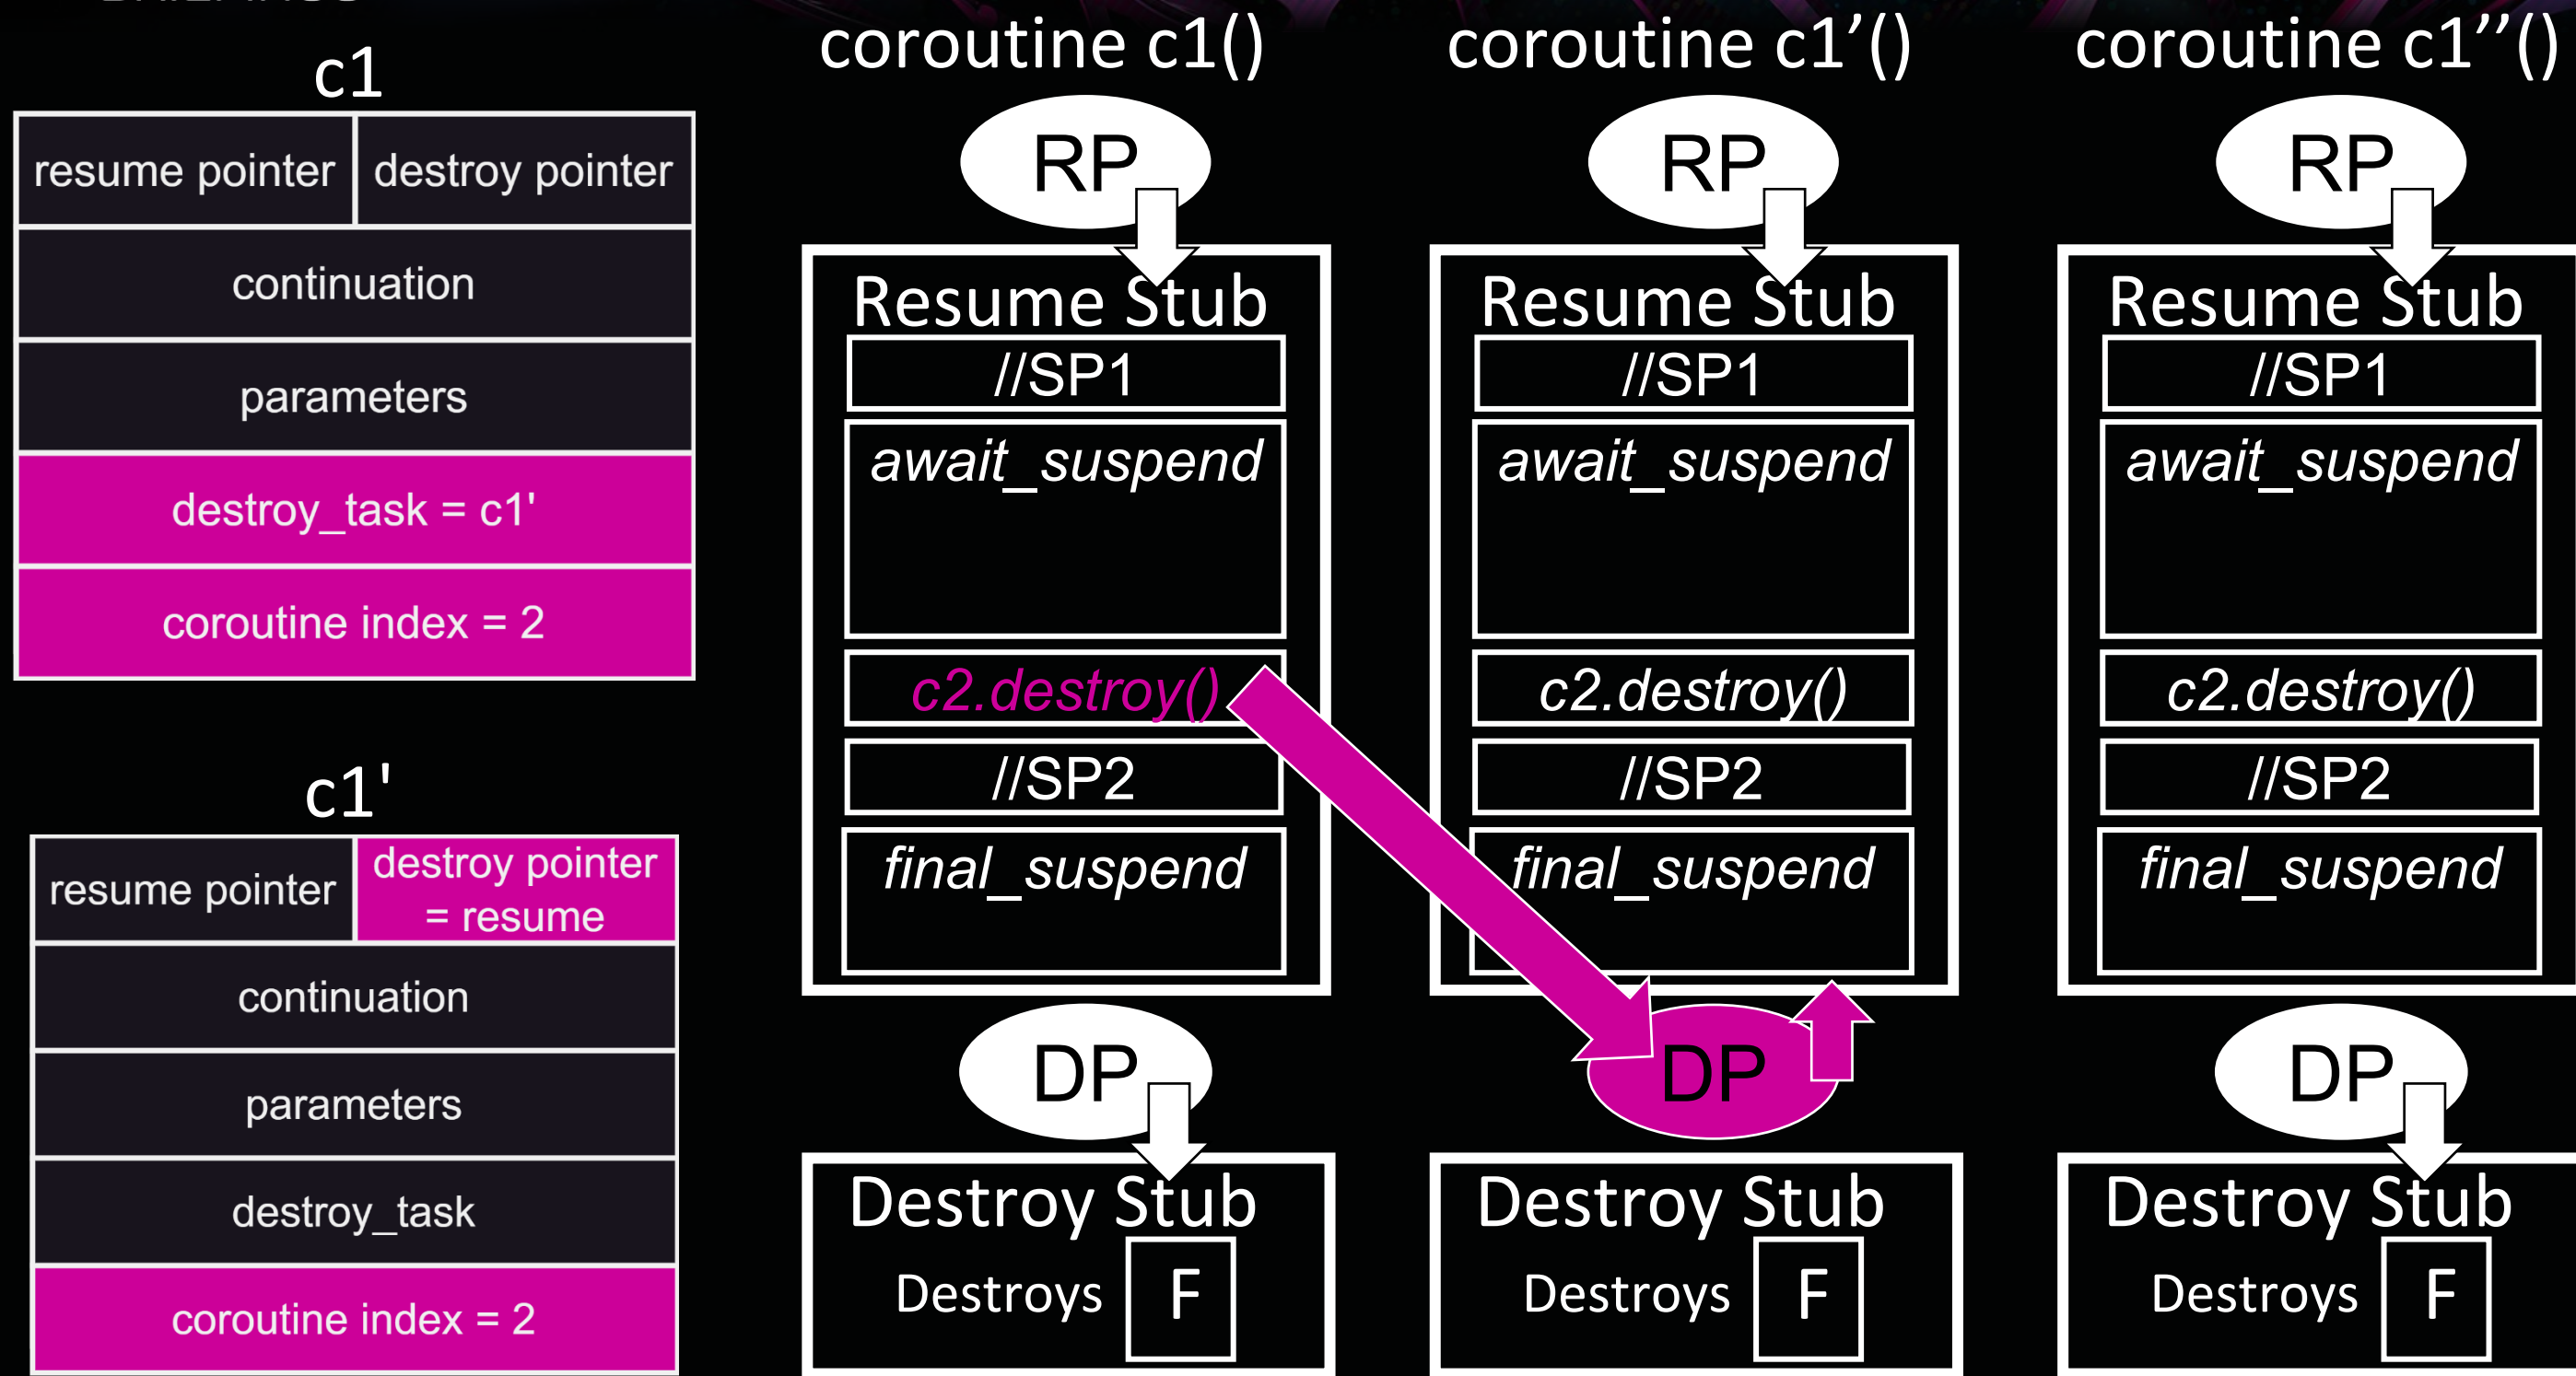 c1
resume pointer
destroy pointer
continuation
parameters
destroy_task = c1'
coroutine index = 2
c1'
resume pointer
destroy pointer
= resume
continuation
parameters
destroy_task
coroutine index = 2
coroutine c1()
RP
Resume Stub
//SP1
await_suspend
c2.destroy()
//SP2
final_suspend
DP
Destroy Stub
Destroys
F
coroutine c1’()
RP
Resume Stub
//SP1
await_suspend
c2.destroy()
//SP2
final_suspend
DP
Destroy Stub
Destroys
F
coroutine c1’’()
RP
Resume Stub
//SP1
await_suspend
c2.destroy()
//SP2
final_suspend
DP
Destroy Stub
Destroys
F